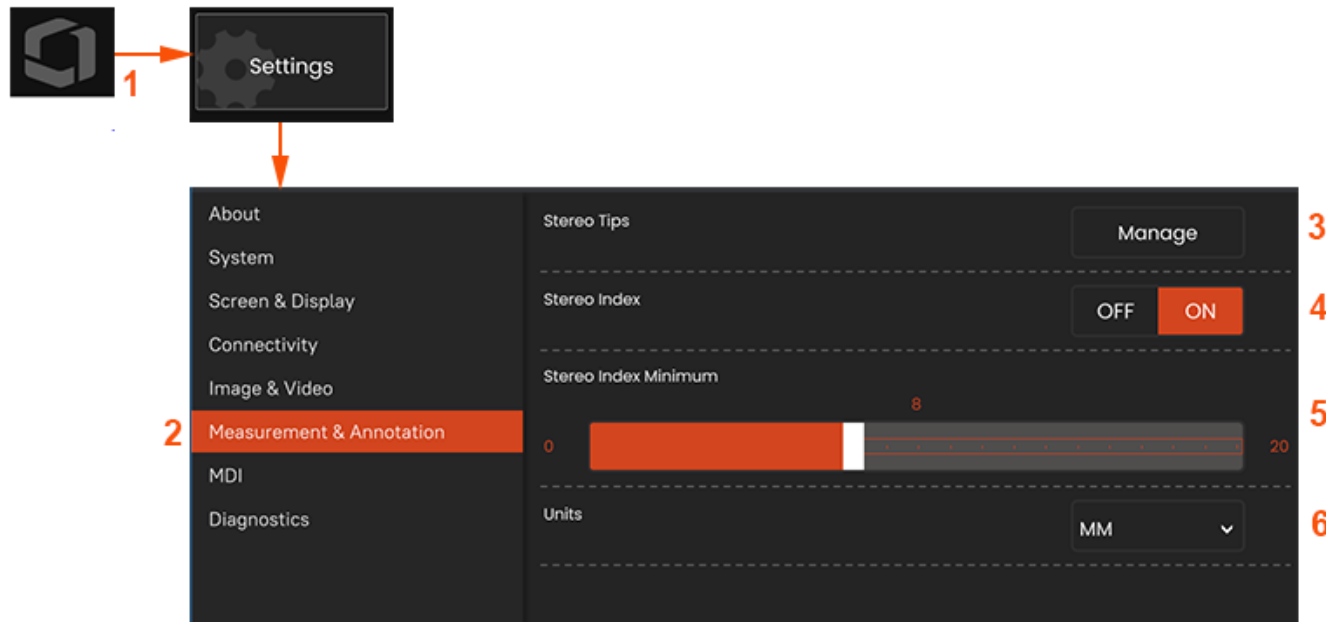 1
Settings
About
System
Screen & Display
Connectivity
Image & Video
2 Measurement & Annotation
MDI
Diagnostics
Stereo Tips Manage 3
Stereo Index OFF ON 4
Stereo Index Minimum
8
0 20 5
Units MM 6